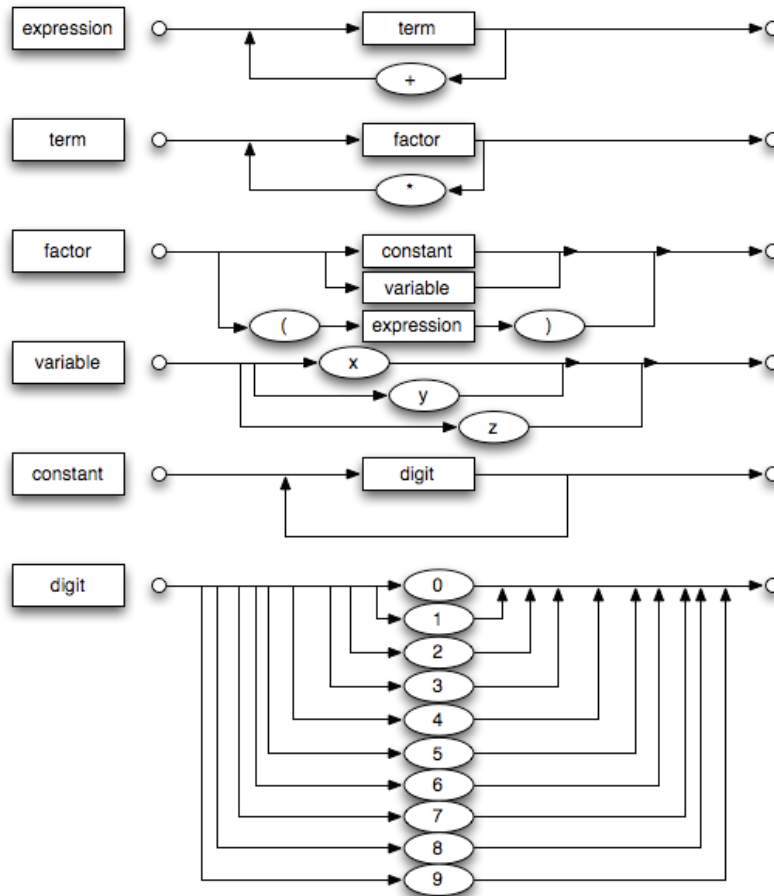 expression term
+
term factor
*
factor constant
variable
( expression )
variable x
y
z
constant digit
digit 0
1
2
3
4
5
6
7
8
9